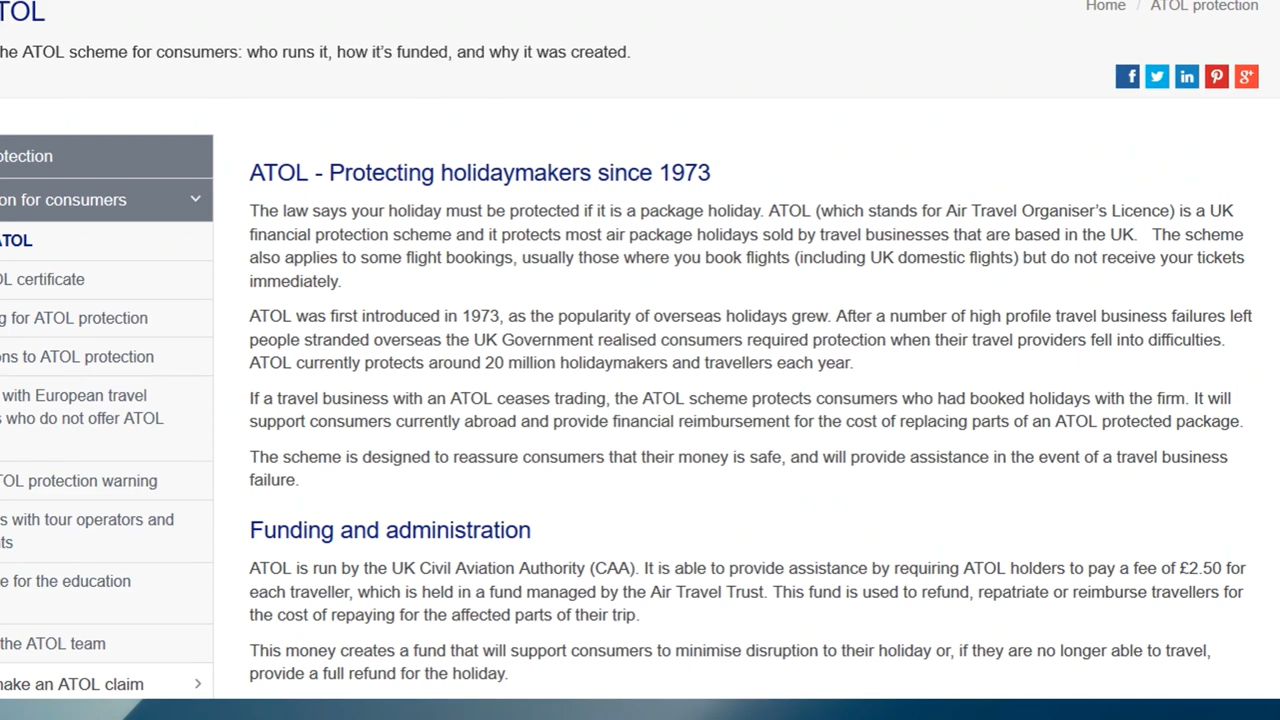 TOL
Home / ATOL protection
he ATOL scheme for consumers: who runs it, how it's funded, and why it was created.
f in g+
otection
on for consumers
ATOL
OL certificate
g for ATOL protection
ons to ATOL protection
with European travel
s who do not offer ATOL
TOL protection warning
s with tour operators and
ts
e for the education
the ATOL team
make an ATOL claim
ATOL - Protecting holidaymakers since 1973
The law says your holiday must be protected if it is a package holiday. ATOL (which stands for Air Travel Organiser's Licence) is a UK
financial protection scheme and it protects most air package holidays sold by travel businesses that are based in the UK. The scheme
also applies to some flight bookings, usually those where you book flights (including UK domestic flights) but do not receive your tickets
immediately.
ATOL was first introduced in 1973, as the popularity of overseas holidays grew. After a number of high profile travel business failures left
people stranded overseas the UK Government realised consumers required protection when their travel providers fell into difficulties.
ATOL currently protects around 20 million holidaymakers and travellers each year.
If a travel business with an ATOL ceases trading, the ATOL scheme protects consumers who had booked holidays with the firm. It will
support consumers currently abroad and provide financial reimbursement for the cost of replacing parts of an ATOL protected package.
The scheme is designed to reassure consumers that their money is safe, and will provide assistance in the event of a travel business
failure.
Funding and administration
ATOL is run by the UK Civil Aviation Authority (CAA). It is able to provide assistance by requiring ATOL holders to pay a fee of £2.50 for
each traveller, which is held in a fund managed by the Air Travel Trust. This fund is used to refund, repatriate or reimburse travellers for
the cost of repaying for the affected parts of their trip.
This money creates a fund that will support consumers to minimise disruption to their holiday or, if they are no longer able to travel,
provide a full refund for the holiday.